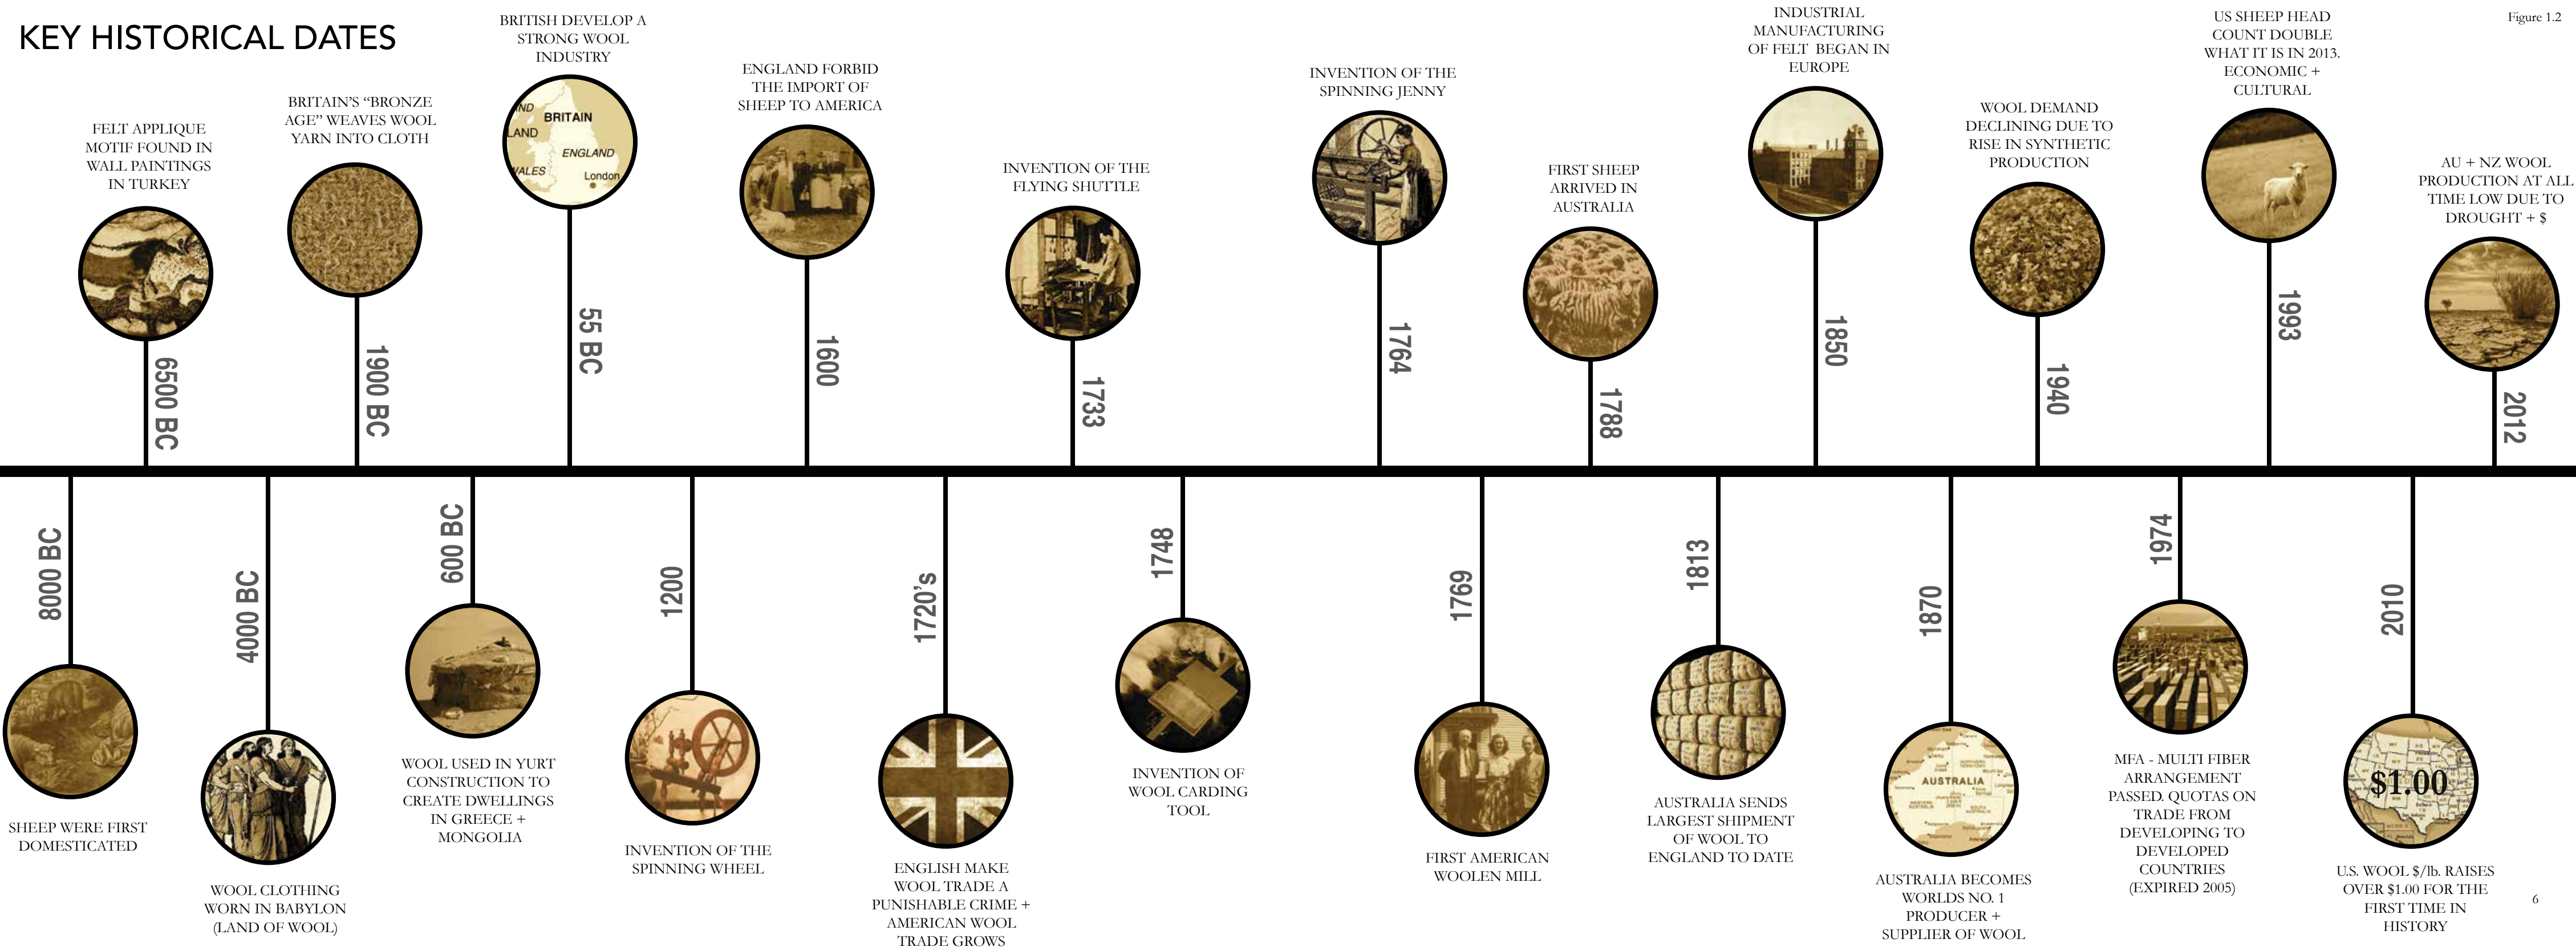 KEY HISTORICAL DATES
Figure 1.2
FELT APPLIQUE
MOTIF FOUND IN
WALL PAINTINGS
IN TURKEY
6500 BC
BRITAIN'S “BRONZE
AGE” WEAVES WOOL
YARN INTO CLOTH
1900 BC
BRITISH DEVELOP A
STRONG WOOL
INDUSTRY
ND
LAND
BRITAIN
ENGLAND
WALES
London
55 BC
ENGLAND FORBID
THE IMPORT OF
SHEEP TO AMERICA
1600
INVENTION OF THE
FLYING SHUTTLE
1733
INVENTION OF THE
SPINNING JENNY
1764
FIRST SHEEP
ARRIVED IN
AUSTRALIA
1788
INDUSTRIAL
MANUFACTURING
OF FELT BEGAN IN
EUROPE
1850
WOOL DEMAND
DECLINING DUE TO
RISE IN SYNTHETIC
PRODUCTION
1940
US SHEEP HEAD
COUNT DOUBLE
WHAT IT IS IN 2013.
ECONOMIC +
CULTURAL
1993
AU + NZ WOOL
PRODUCTION AT ALL
TIME LOW DUE TO
DROUGHT + $
2012
8000 BC
SHEEP WERE FIRST
DOMESTICATED
4000 BC
WOOL CLOTHING
WORN IN BABYLON
(LAND OF WOOL)
600 BC
WOOL USED IN YURT
CONSTRUCTION TO
CREATE DWELLINGS
IN GREECE +
MONGOLIA
1200
INVENTION OF THE
SPINNING WHEEL
1720's
ENGLISH MAKE
WOOL TRADE A
PUNISHABLE CRIME +
AMERICAN WOOL
TRADE GROWS
1748
INVENTION OF
WOOL CARDING
TOOL
1769
FIRST AMERICAN
WOOLEN MILL
1813
AUSTRALIA SENDS
LARGEST SHIPMENT
OF WOOL TO
ENGLAND TO DATE
1870
AUSTRALIA
AUSTRALIA BECOMES
WORLDS NO. 1
PRODUCER +
SUPPLIER OF WOOL
1974
MFA - MULTI FIBER
ARRANGEMENT
PASSED. QUOTAS ON
TRADE FROM
DEVELOPING TO
DEVELOPED
COUNTRIES
(EXPIRED 2005)
2010
$1.00
U.S. WOOL $/lb. RAISES
OVER $1.00 FOR THE
FIRST TIME IN
HISTORY
6